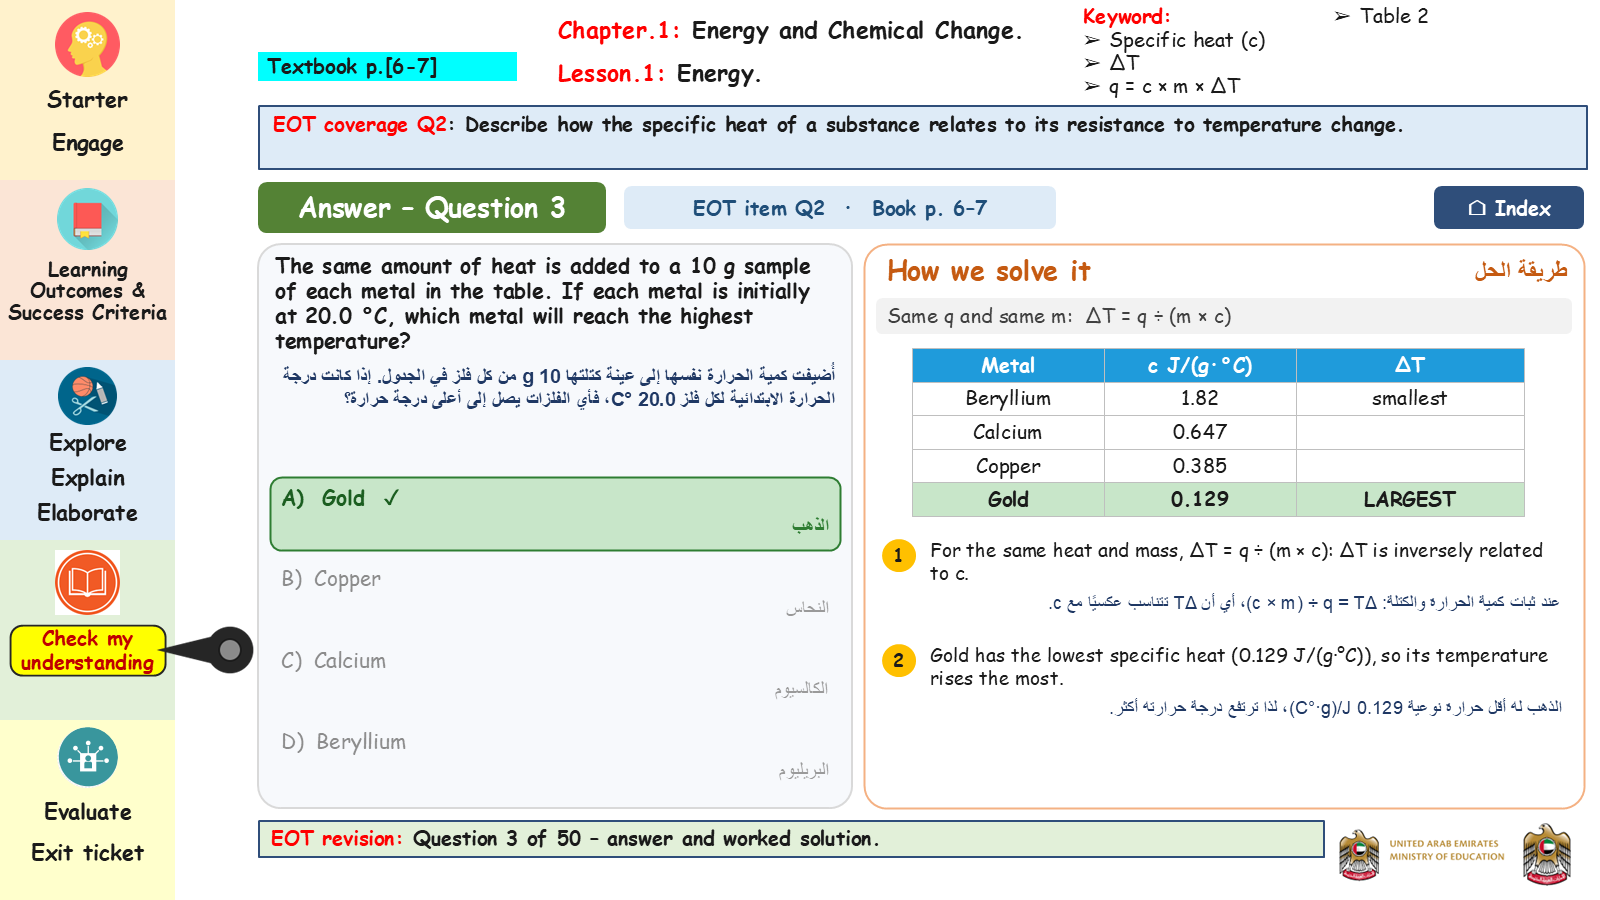 Starter
Engage
Learning
Outcomes &
Success Criteria
Explore
Explain
Elaborate
Check my
understanding
Evaluate
Exit ticket
Textbook p.[6-7]
Chapter.1: Energy and Chemical Change.
Lesson.1: Energy.
Keyword:
➢ Specific heat (c)
➢ ΔT
➢ q = c × m × ΔT
➢ Table 2
EOT coverage Q2: Describe how the specific heat of a substance relates to its resistance to temperature change.
Answer – Question 3
EOT item Q2 · Book p. 6–7
⌂ Index
The same amount of heat is added to a 10 g sample
of each metal in the table. If each metal is initially
at 20.0 °C, which metal will reach the highest
temperature?
أُضيفت كمية الحرارة نفسها إلى عينة كتلتها 10 g من كل فلز في الجدول. إذا كانت درجة
الحرارة الابتدائية لكل فلز 20.0 °C، فأي الفلزات يصل إلى أعلى درجة حرارة؟
A) Gold ✓
الذهب
B) Copper
النحاس
C) Calcium
الكالسيوم
D) Beryllium
البريليوم
How we solve it
طريقة الحل
Same q and same m: ΔT = q ÷ (m × c)
Metal c J/(g·°C) ΔT
Beryllium 1.82 smallest
Calcium 0.647
Copper 0.385
Gold 0.129 LARGEST
1 For the same heat and mass, ΔT = q ÷ (m × c): ΔT is inversely related
to c.
عند ثبات كمية الحرارة والكتلة: ΔT = q ÷ (m × c)، أي أن ΔT تتناسب عكسيًا مع c.
2 Gold has the lowest specific heat (0.129 J/(g·°C)), so its temperature
rises the most.
الذهب له أقل حرارة نوعية 0.129 J/(g·°C)، لذا ترتفع درجة حرارته أكثر.
EOT revision: Question 3 of 50 – answer and worked solution.
UNITED ARAB EMIRATES
MINISTRY OF EDUCATION